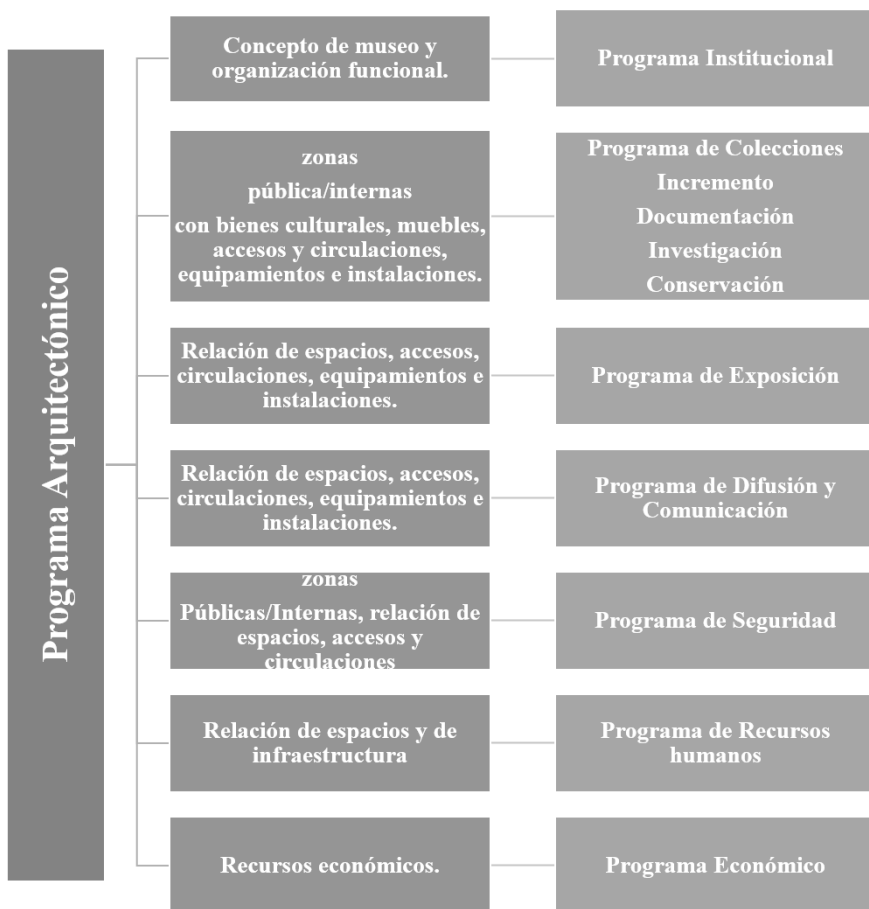 Programa Arquitectónico
Concepto de museo y
organización funcional.
Programa Institucional
zonas
pública/internas
con bienes culturales, muebles,
accesos y circulaciones,
equipamientos e instalaciones.
Programa de Colecciones
Incremento
Documentación
Investigación
Conservación
Relación de espacios, accesos,
circulaciones, equipamientos e
instalaciones.
Programa de Exposición
Relación de espacios, accesos,
circulaciones, equipamientos e
instalaciones.
Programa de Difusión y
Comunicación
zonas
Públicas/Internas, relación de
espacios, accesos y
circulaciones
Programa de Seguridad
Relación de espacios y de
infraestructura
Programa de Recursos
humanos
Recursos económicos.
Programa Económico